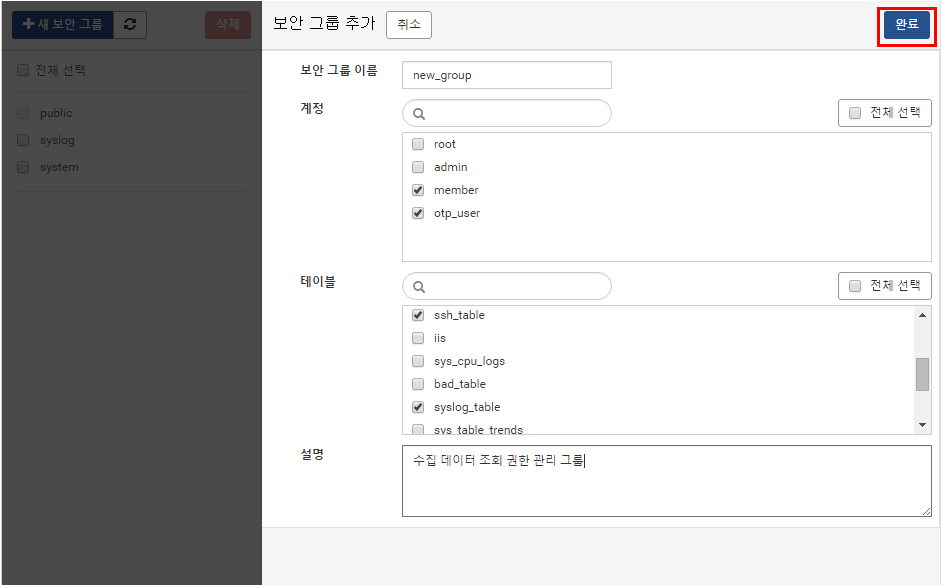 새 보안 그룹
삭제
보안 그룹 추가
취소
완료
전체 선택
public
syslog
system
보안 그룹 이름
new_group
계정
전체 선택
root
admin
member
otp_user
테이블
전체 선택
ssh_table
iis
sys_cpu_logs
bad_table
syslog_table
sys_table_trends
설명
수집 데이터 조회 권한 관리 그룹